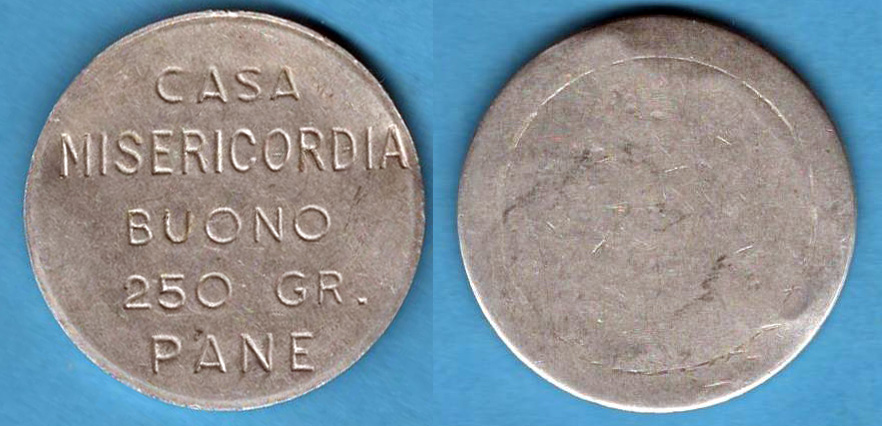 CASA
MISERICORDIA
BUONO
250 GR.
PANE